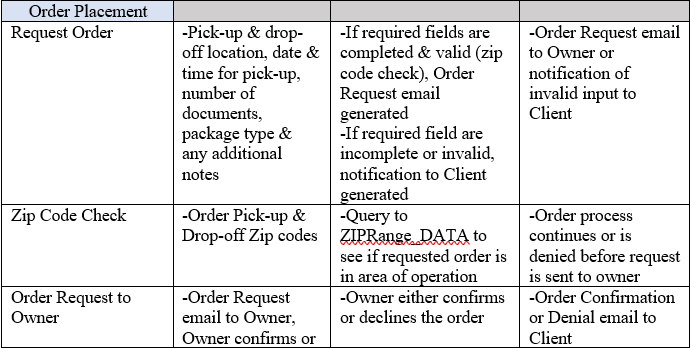 Order Placement
Request Order
-Pick-up & drop-
off location, date &
time for pick-up,
number of
documents,
package type &
any additional
notes
-If required fields are
completed & valid (zip
code check), Order
Request email
generated
-If required field are
incomplete or invalid,
notification to Client
generated
-Order Request email
to Owner or
notification of
invalid input to
Client
Zip Code Check
-Order Pick-up &
Drop-off Zip codes
-Query to
ZIPRange_DATA to
see if requested order is
in area of operation
-Order process
continues or is
denied before request
is sent to owner
Order Request to
Owner
-Order Request
email to Owner,
Owner confirms or
-Owner either confirms
or declines the order
-Order Confirmation
or Denial email to
Client